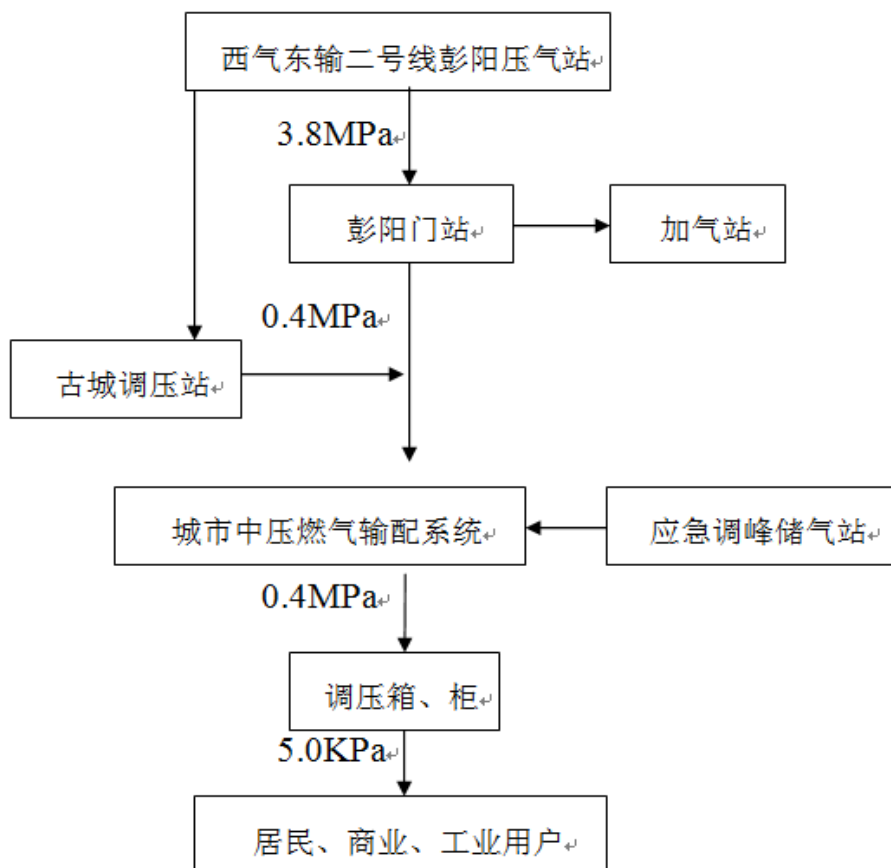 西气东输二号线彭阳压气站
3.8MPa
彭阳门站
加气站
0.4MPa
古城调压站
城市中压燃气输配系统
应急调峰储气站
0.4MPa
调压箱、柜
5.0KPa
居民、商业、工业用户